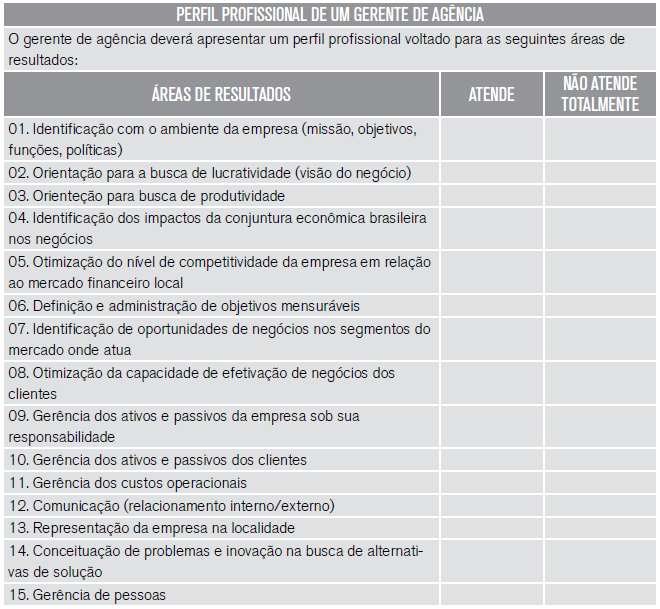 PERFIL PROFISSIONAL DE UM GERENTE DE AGÊNCIA
O gerente de agência deverá apresentar um perfil profissional voltado para as seguintes áreas de
resultados:
ÁREAS DE RESULTADOS
ATENDE
NÃO ATENDE
TOTALMENTE
01. Identificação com o ambiente da empresa (missão, objetivos,
funções, políticas)
02. Orientação para a busca de lucratividade (visão do negócio)
03. Orienteção para busca de produtividade
04. Identificação dos impactos da conjuntura econômica brasileira
nos negócios
05. Otimização do nível de competitividade da empresa em relação
ao mercado financeiro local
06. Definição e administração de objetivos mensuráveis
07. Identificação de oportunidades de negócios nos segmentos do
mercado onde atua
08. Otimização da capacidade de efetivação de negócios dos
clientes
09. Gerência dos ativos e passivos da empresa sob sua
responsabilidade
10. Gerência dos ativos e passivos dos clientes
11. Gerência dos custos operacionais
12. Comunicação (relacionamento interno/externo)
13. Representação da empresa na localidade
14. Conceituação de problemas e inovação na busca de alternati-
vas de solução
15. Gerência de pessoas